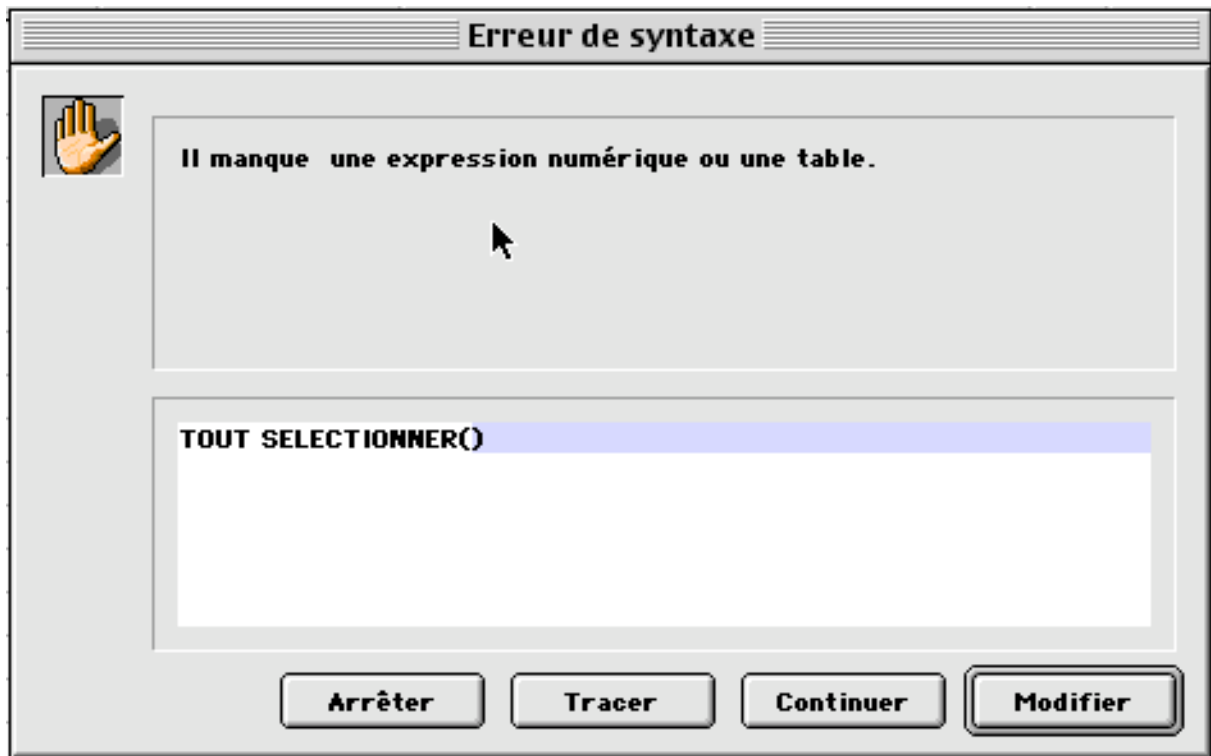 Erreur de syntaxe
Il manque  une expression numérique ou une table.
TOUT SELECTIONNER()
Arrêter
Tracer
Continuer
Modifier